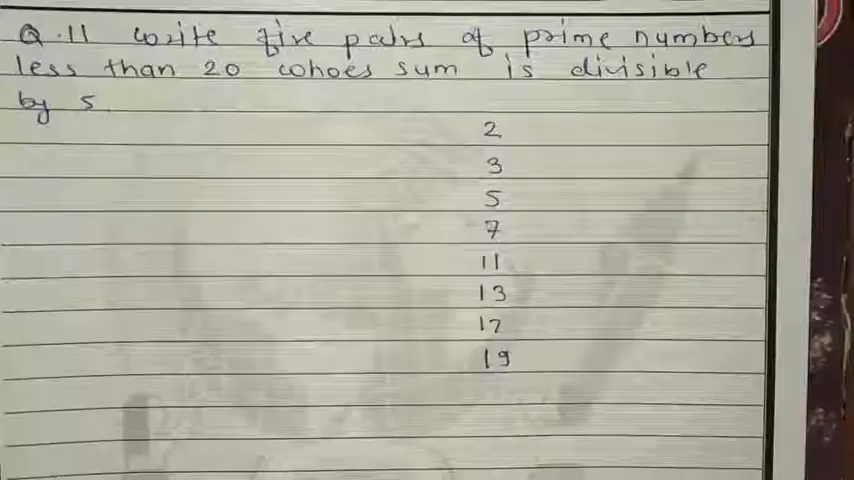 Q.11 write five pairs of prime numbers
less than 20 whoes sum is divisible
by 5
2
3
5
7
11
13
17
19